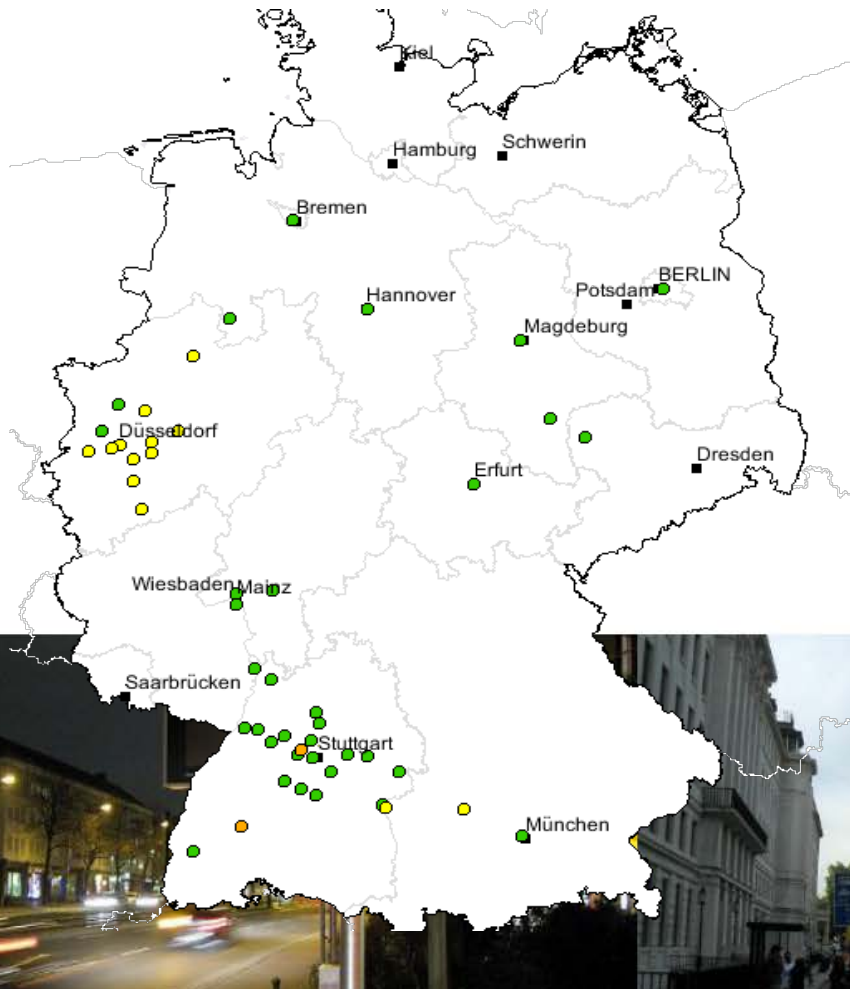 Kiel
Hamburg
Schwerin
Bremen
BERLIN
Potsdam
Hannover
Magdeburg
Düsseldorf
Dresden
Erfurt
Wiesbaden
Mainz
Saarbrücken
Stuttgart
München